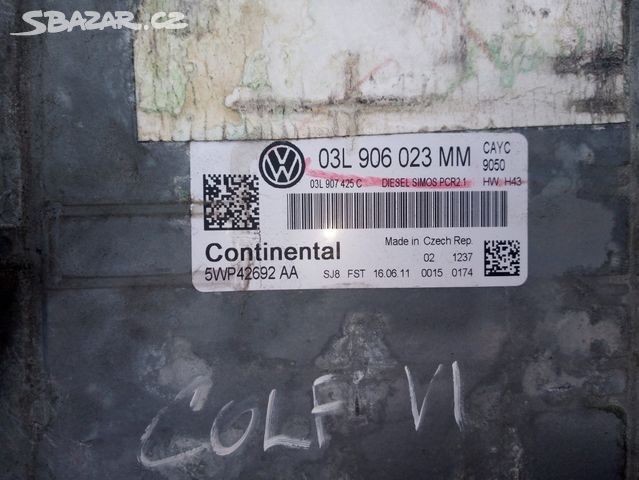 SBAZAR.CZ
VW
03L 906 023 MM
CAYC
9050
03L 907 425 C DIESEL SIMOS PCR2.1 HW: H43
Continental
Made in Czech Rep.
02 1237
5WP42692 AA
SJ8 FST 16.06.11 0015 0174
GOLF VI